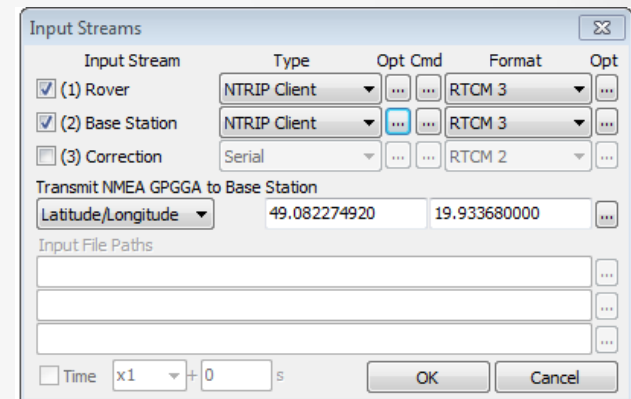 Input Streams
Input Stream Type Opt Cmd Format Opt
(1) Rover NTRIP Client ... ... RTCM 3 ...
(2) Base Station NTRIP Client ... ... RTCM 3 ...
(3) Correction Serial ... ... RTCM 2 ...
Transmit NMEA GPGGA to Base Station
Latitude/Longitude 49.082274920 19.933680000 ...
Input File Paths
...
...
...
Time x1 + 0 s OK Cancel